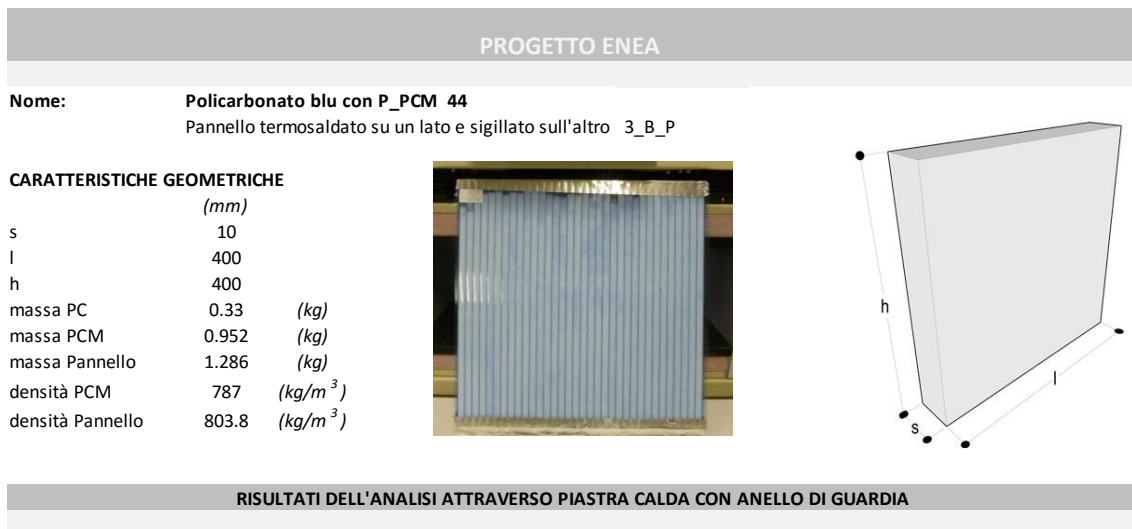 PROGETTO ENEA
Nome: Policarbonato blu con P_PCM 44
Pannello termosaldato su un lato e sigillato sull'altro 3_B_P
CARATTERISTICHE GEOMETRICHE
(mm)
s 10
l 400
h 400
massa PC 0.33 (kg)
massa PCM 0.952 (kg)
massa Pannello 1.286 (kg)
densità PCM 787 (kg/m³)
densità Pannello 803.8 (kg/m³)
h
l
s
RISULTATI DELL'ANALISI ATTRAVERSO PIASTRA CALDA CON ANELLO DI GUARDIA